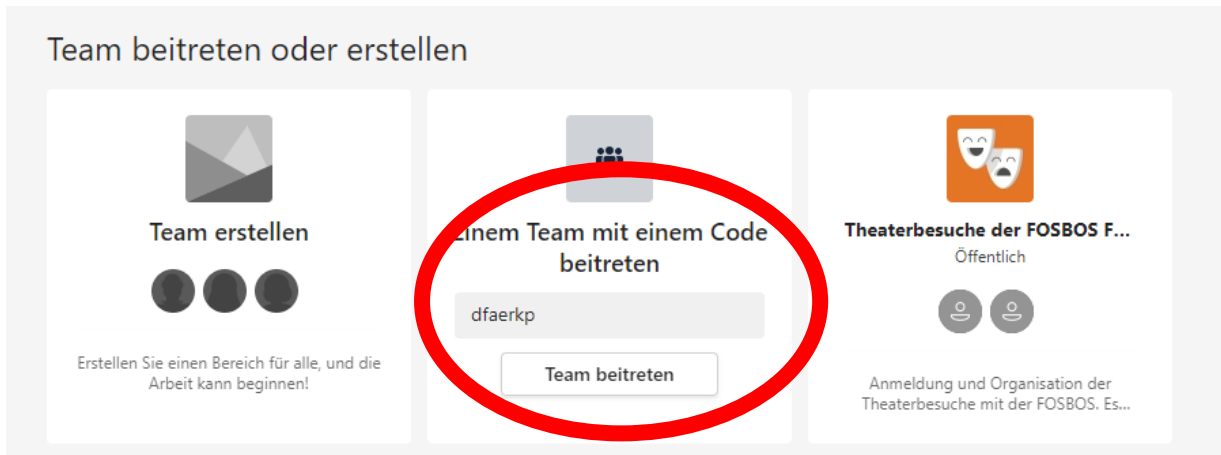 Team beitreten oder erstellen
Team erstellen
Erstellen Sie einen Bereich für alle, und die
Arbeit kann beginnen!
Einem Team mit einem Code
beitreten
dfaerkp
Team beitreten
Theaterbesuche der FOSBOS F...
Öffentlich
Anmeldung und Organisation der
Theaterbesuche mit der FOSBOS. Es...